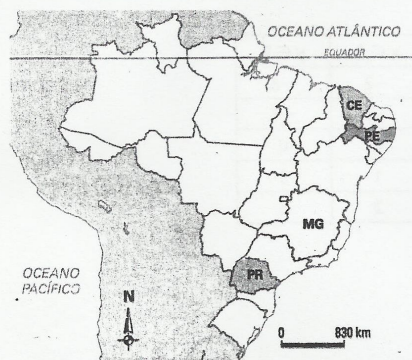 OCEANO ATLÂNTICO
EQUADOR
CE
PE
MG
PR
OCEANO
PACÍFICO
N
0 830 km